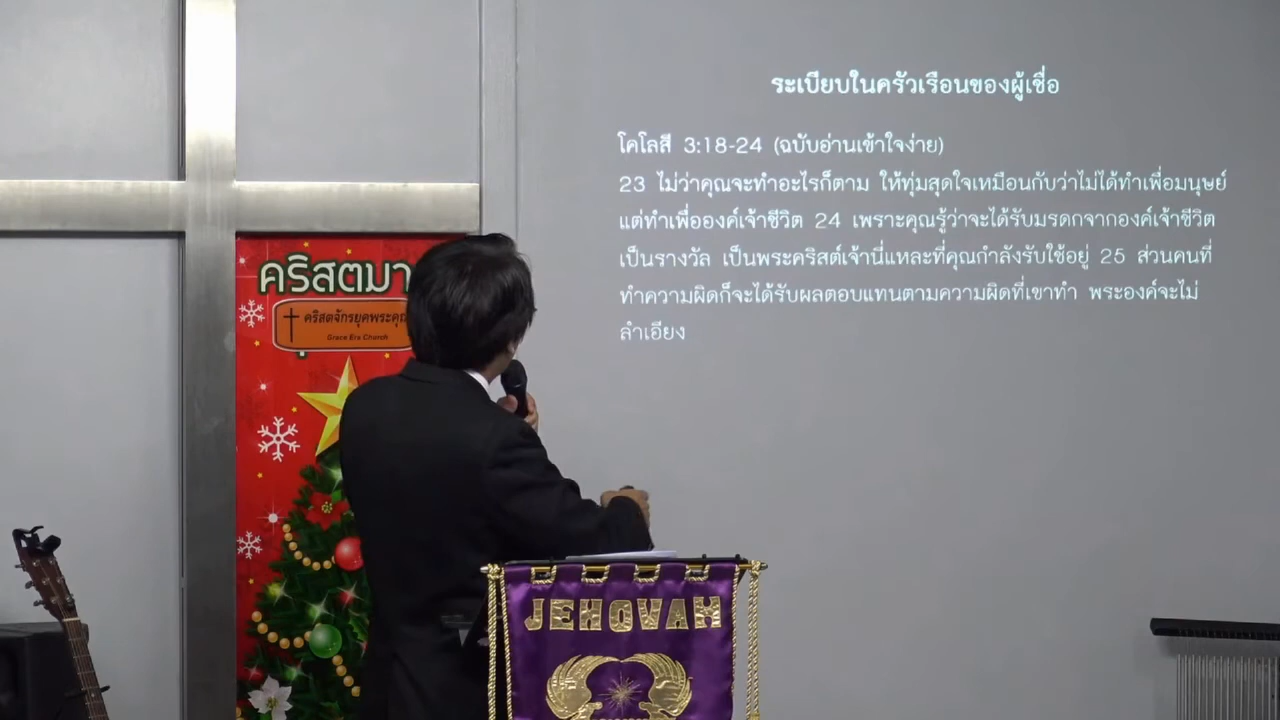 ระเบียบในครัวเรือนของผู้เชื่อ
โคโลสี 3:18-24 (ฉบับอ่านเข้าใจง่าย)
23 ไม่ว่าคุณจะทำอะไรก็ตาม ให้ทุ่มสุดใจเหมือนกับว่าไม่ได้ทำเพื่อมนุษย์
แต่ทำเพื่อองค์เจ้าชีวิต 24 เพราะคุณรู้ว่าจะได้รับมรดกจากองค์เจ้าชีวิต
เป็นรางวัล เป็นพระคริสต์เจ้านี่แหละที่คุณกำลังรับใช้อยู่ 25 ส่วนคนที่
ทำความผิดก็จะได้รับผลตอบแทนตามความผิดที่เขาทำ พระองค์จะไม่
ลำเอียง
คริสตมา
คริสตจักรยุคพระคุณ
Grace Era Church
JEHOVAH